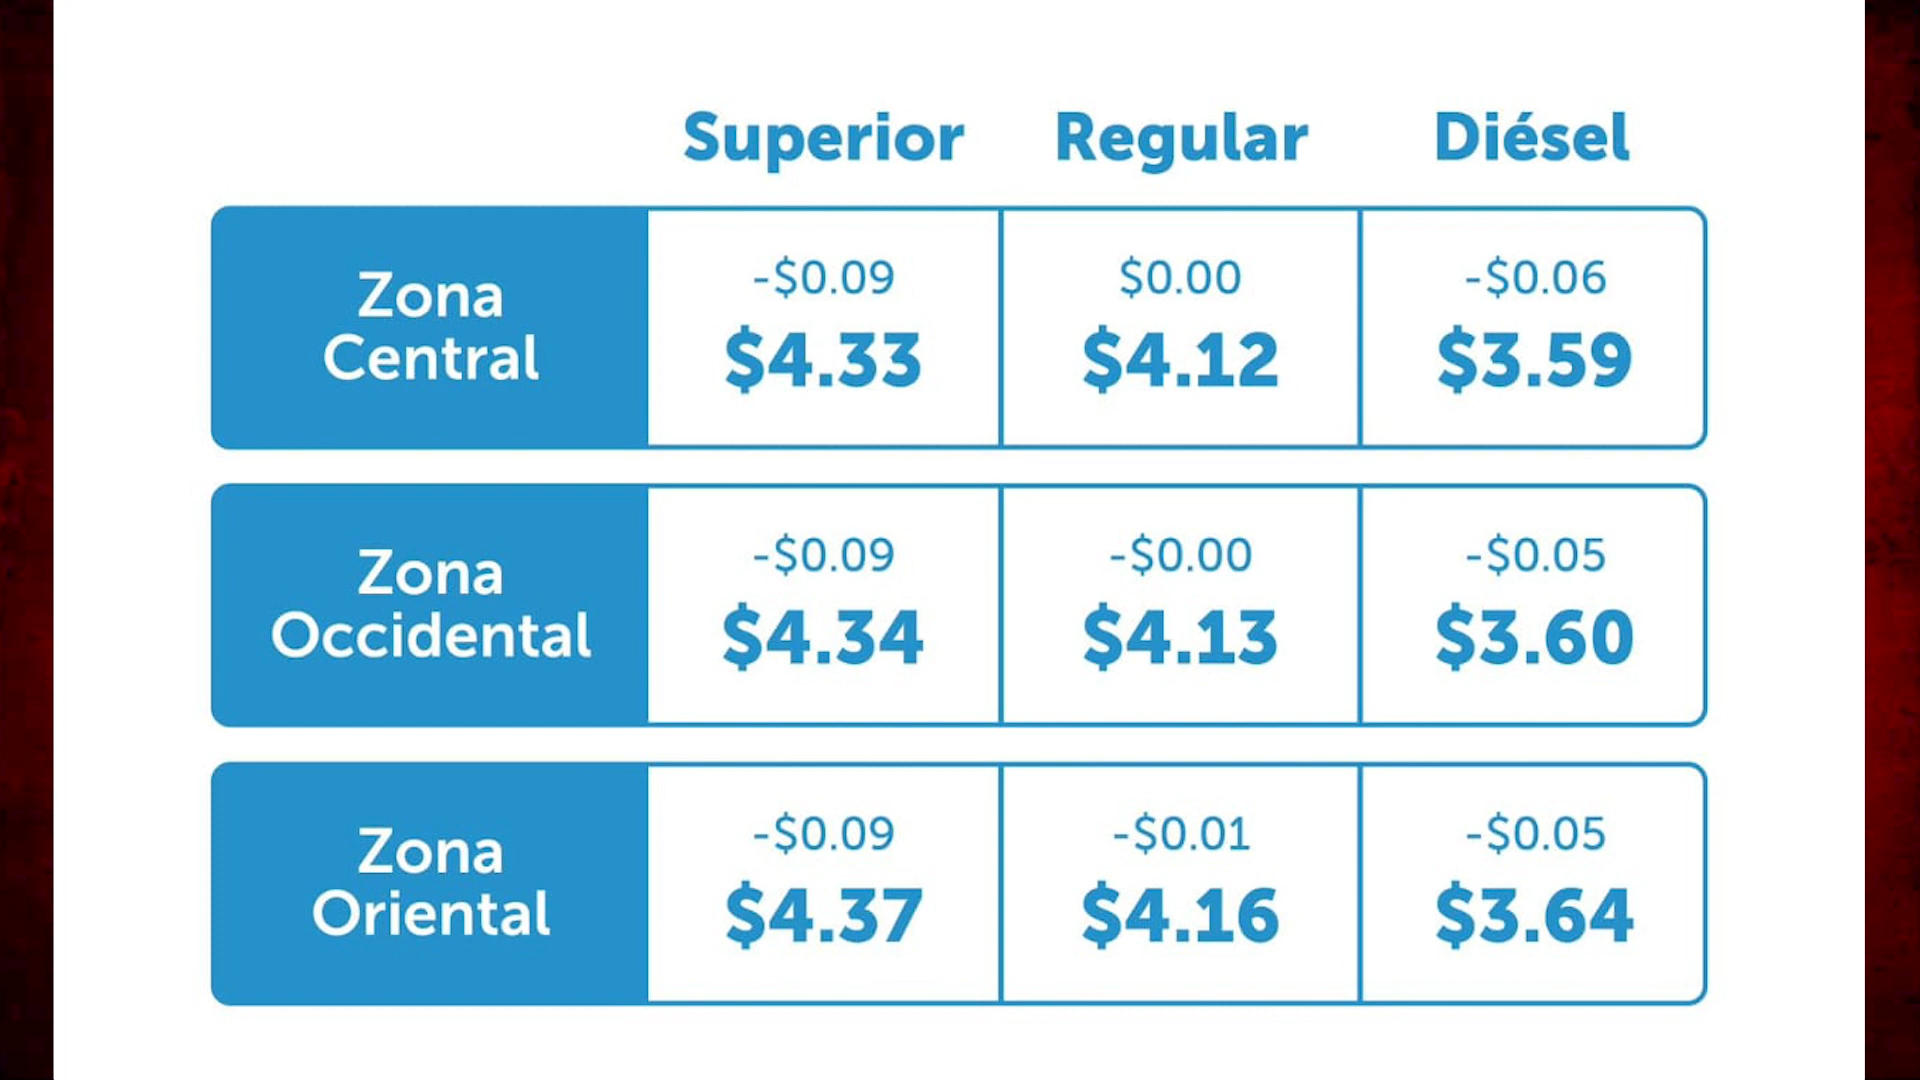 Superior Regular Diésel
Zona
Central
-$0.09 $0.00 -$0.06
$4.33 $4.12 $3.59
Zona
Occidental
-$0.09 -$0.00 -$0.05
$4.34 $4.13 $3.60
Zona
Oriental
-$0.09 -$0.01 -$0.05
$4.37 $4.16 $3.64